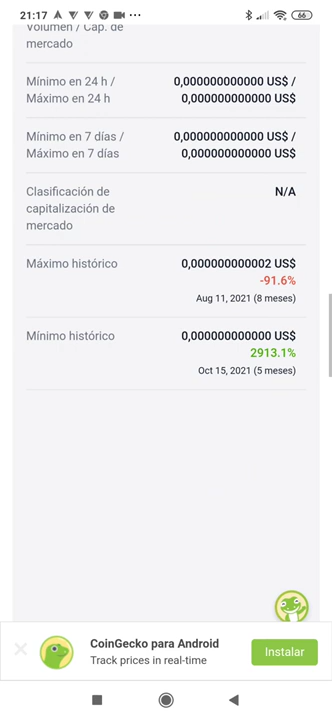 21:17
66
Volumen / Cap. de
mercado
Mínimo en 24 h /
Máximo en 24 h
0,000000000000 US$ /
0,000000000000 US$
Mínimo en 7 días /
Máximo en 7 días
0,000000000000 US$ /
0,000000000000 US$
Clasificación de
capitalización de
mercado
N/A
Máximo histórico
0,000000000002 US$
-91.6%
Aug 11, 2021 (8 meses)
Mínimo histórico
0,000000000000 US$
2913.1%
Oct 15, 2021 (5 meses)
CoinGecko para Android
Track prices in real-time
Instalar